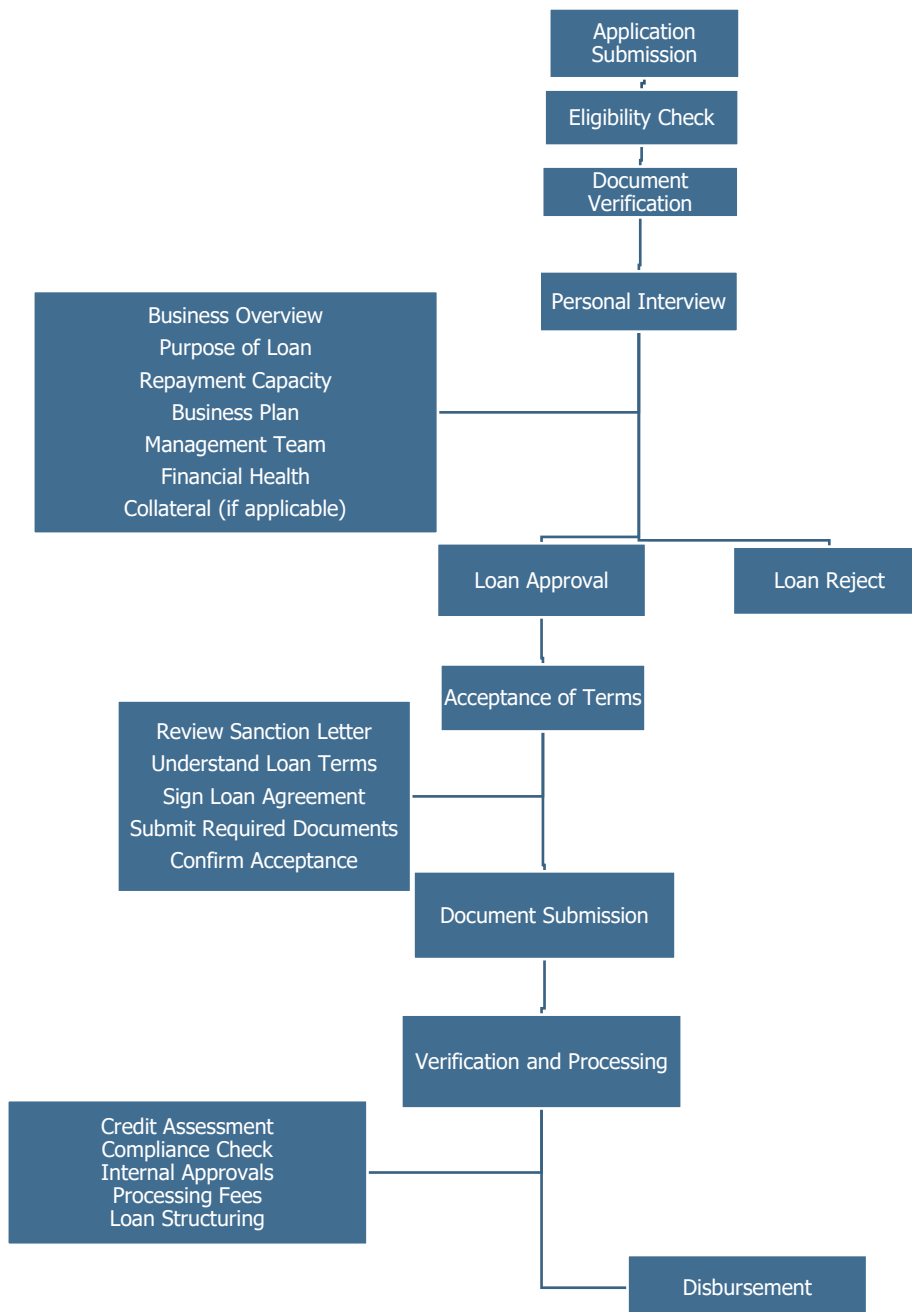 Application
Submission
Eligibility Check
Document
Verification
Personal Interview
Business Overview
Purpose of Loan
Repayment Capacity
Business Plan
Management Team
Financial Health
Collateral (if applicable)
Loan Approval
Loan Reject
Acceptance of Terms
Review Sanction Letter
Understand Loan Terms
Sign Loan Agreement
Submit Required Documents
Confirm Acceptance
Document Submission
Verification and Processing
Credit Assessment
Compliance Check
Internal Approvals
Processing Fees
Loan Structuring
Disbursement